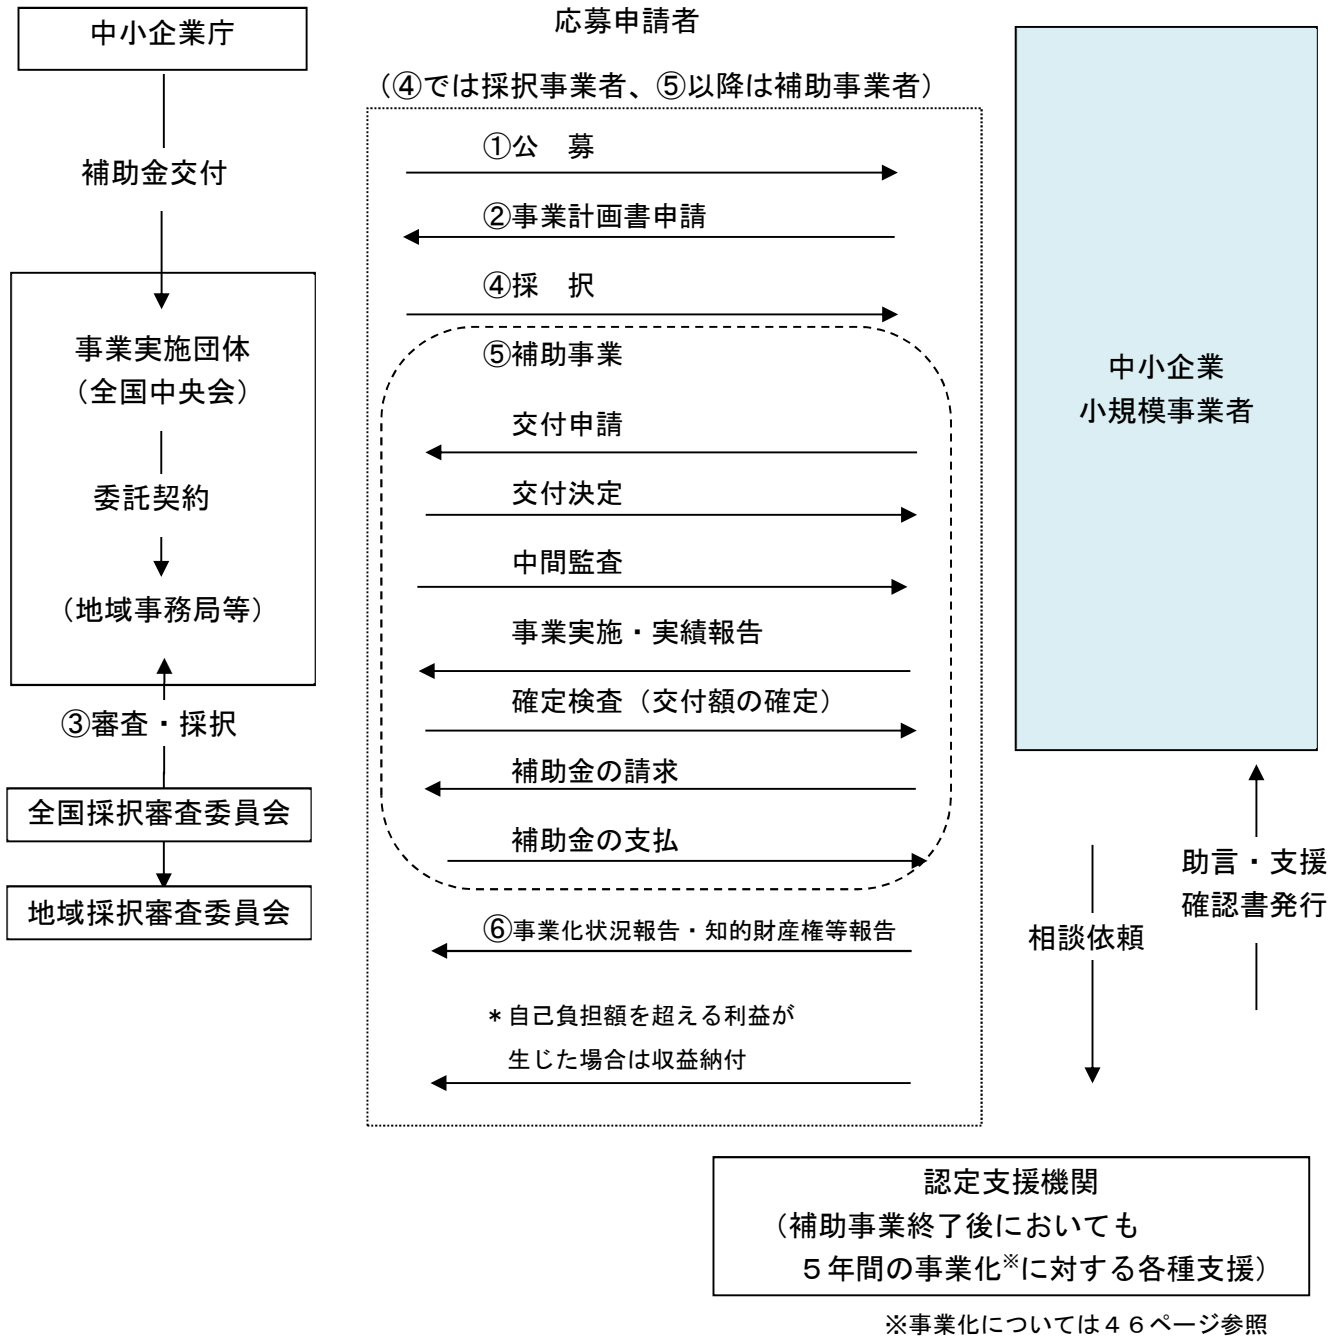 中小企業庁
補助金交付
事業実施団体
（全国中央会）
委託契約
（地域事務局等）
③審査・採択
全国採択審査委員会
地域採択審査委員会
応募申請者
（④では採択事業者、⑤以降は補助事業者）
①公　募
②事業計画書申請
④採　択
⑤補助事業
交付申請
交付決定
中間監査
事業実施・実績報告
確定検査（交付額の確定）
補助金の請求
補助金の支払
⑥事業化状況報告・知的財産権等報告
＊自己負担額を超える利益が
生じた場合は収益納付
中小企業
小規模事業者
相談依頼
助言・支援
確認書発行
認定支援機関
（補助事業終了後においても
５年間の事業化※に対する各種支援）
※事業化については４６ページ参照